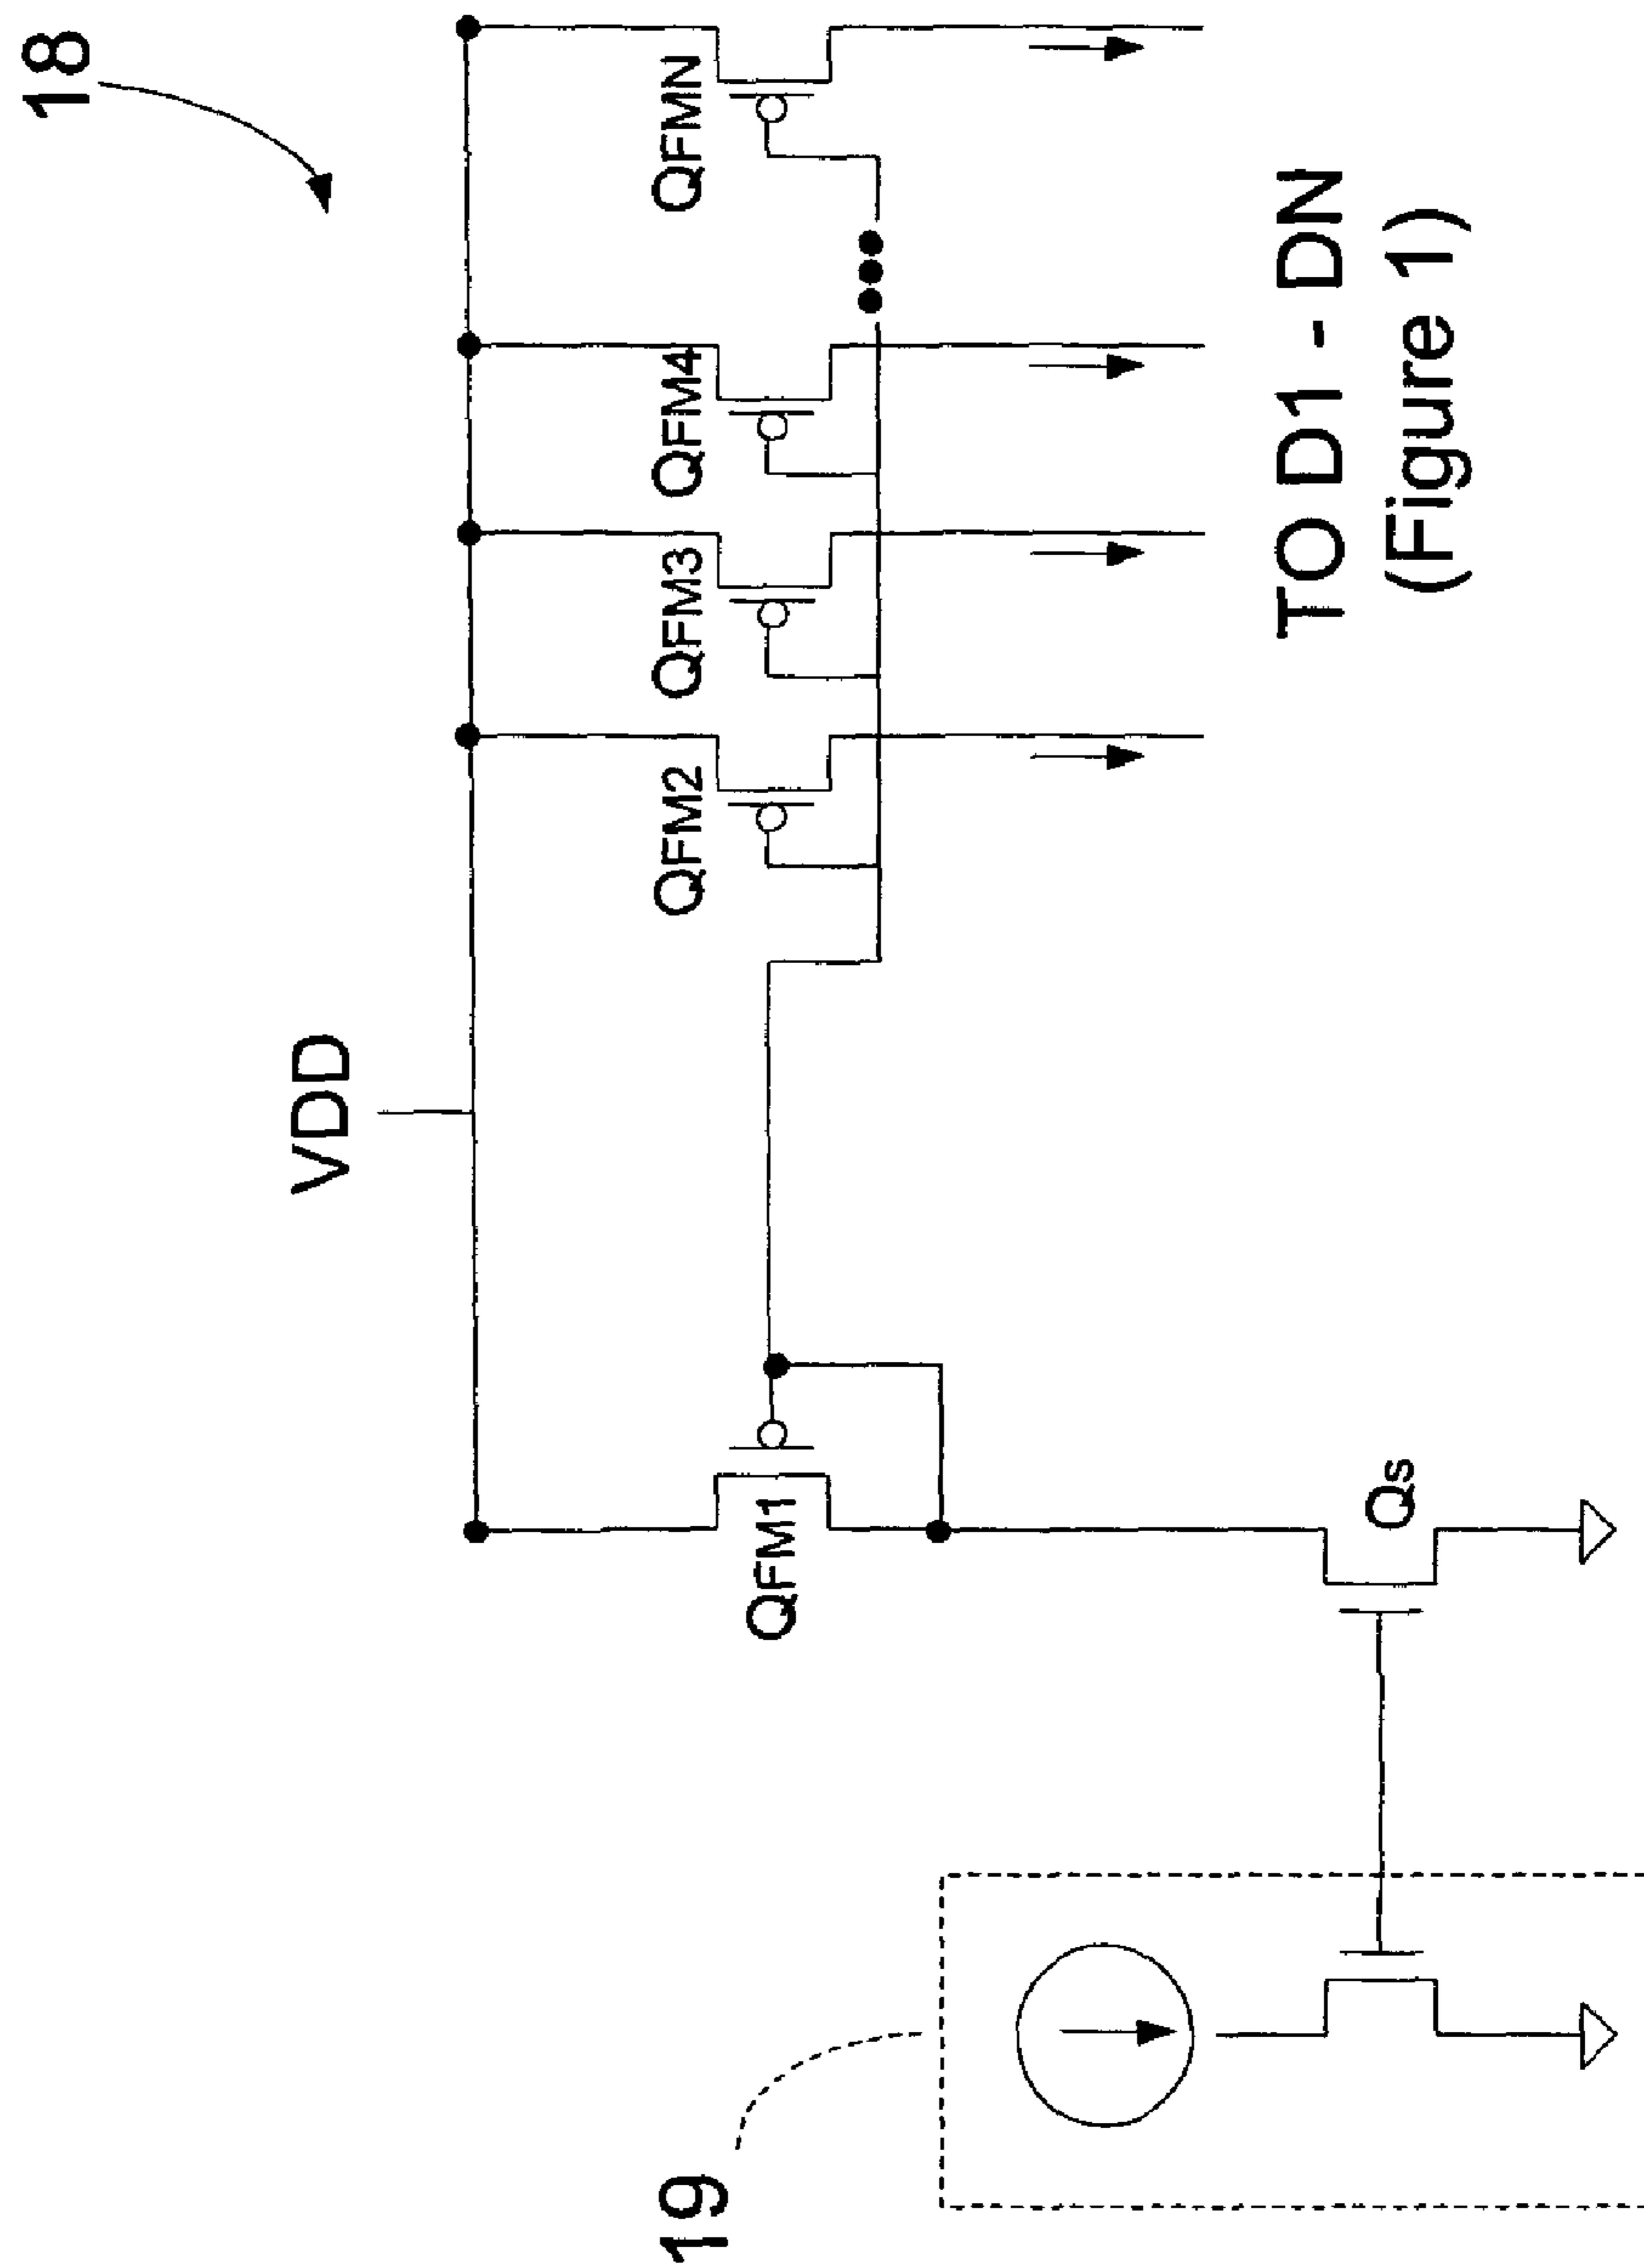 18
VDD
QFM1
QFM2
QFM3
QFM4
QFMN
19
Qs
TO D1 - DN
(Figure 1)